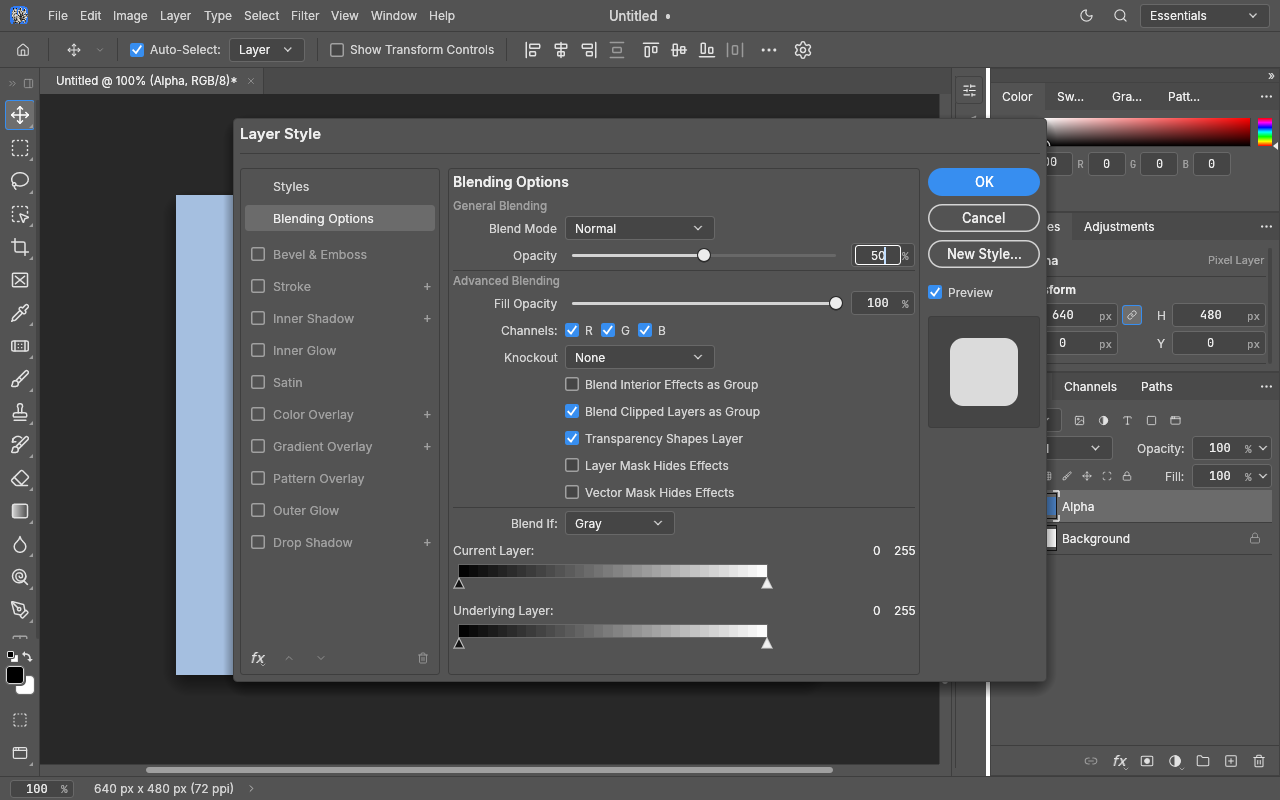 File Edit Image Layer Type Select Filter View Window Help Untitled • Essentials
Auto-Select: Layer Show Transform Controls
Untitled @ 100% (Alpha, RGB/8)* ×
Color Sw... Gra... Patt...
R 0 G 0 B 0
Adjustments
Pixel Layer
640 px H 480 px
0 px Y 0 px
Channels Paths
Opacity: 100 %
Fill: 100 %
Alpha
Background
Layer Style
Styles
Blending Options
Bevel & Emboss
Stroke +
Inner Shadow +
Inner Glow
Satin
Color Overlay +
Gradient Overlay +
Pattern Overlay
Outer Glow
Drop Shadow +
fx
Blending Options
General Blending
Blend Mode Normal
Opacity 50 %
Advanced Blending
Fill Opacity 100 %
Channels: R G B
Knockout None
Blend Interior Effects as Group
Blend Clipped Layers as Group
Transparency Shapes Layer
Layer Mask Hides Effects
Vector Mask Hides Effects
Blend If: Gray
Current Layer: 0 255
Underlying Layer: 0 255
OK
Cancel
New Style...
Preview
fx
100 % 640 px x 480 px (72 ppi)